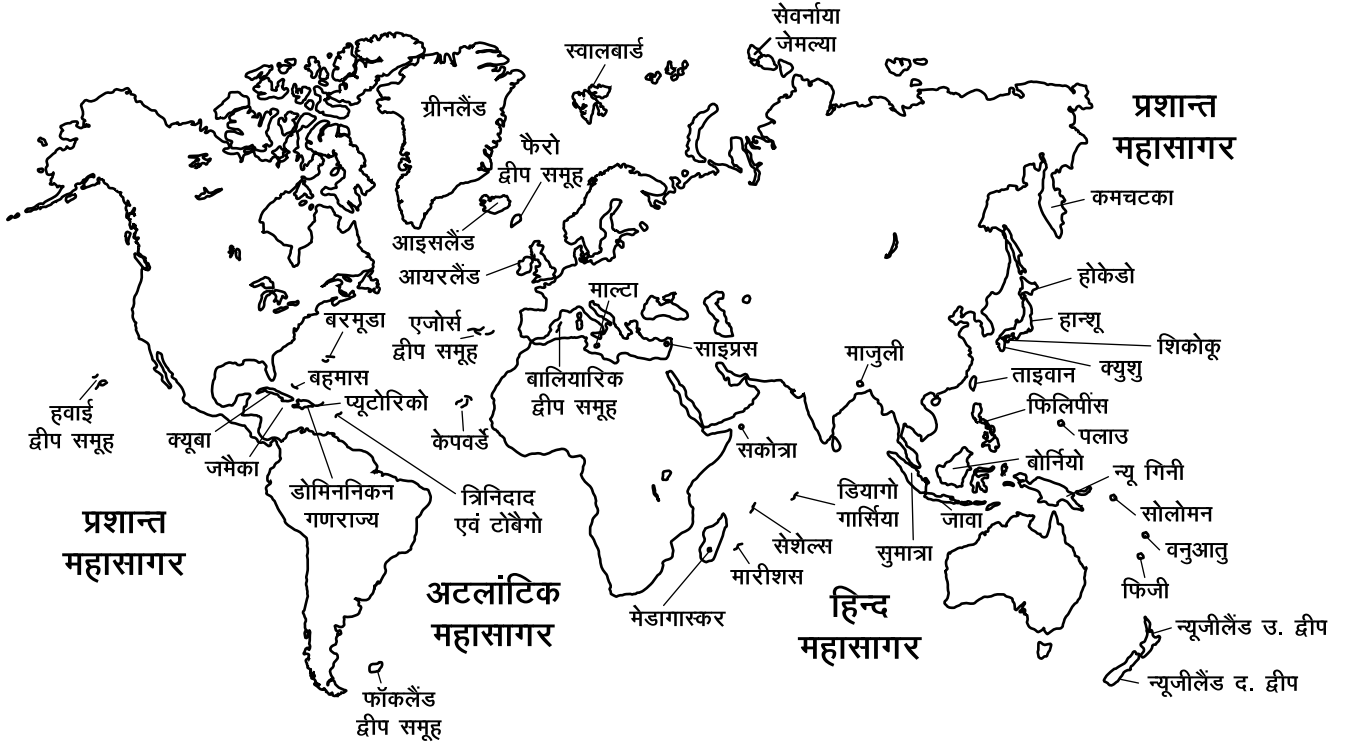 सेवर्नाया
जेमल्या
स्वालबार्ड
ग्रीनलैंड
प्रशान्त
महासागर
फैरो
द्वीप समूह
कमचटका
आइसलैंड
आयरलैंड
होकेडो
माल्टा
बरमूडा
एजोर्स
द्वीप समूह
हान्शू
साइप्रस
माजुली
शिकोकू
क्युशु
ताइवान
बहमास
बालियारिक
द्वीप समूह
प्यूटोरिको
फिलिपींस
हवाई
द्वीप समूह
क्यूबा
केपवर्डे
पलाउ
सकोत्रा
जमैका
बोर्नियो
न्यू गिनी
डोमिननिकन
गणराज्य
त्रिनिदाद
एवं टोबैगो
डियागो
गार्सिया
जावा
सोलोमन
प्रशान्त
महासागर
सेशेल्स
सुमात्रा
वनुआतु
मारीशस
फिजी
अटलांटिक
महासागर
मेडागास्कर
हिन्द
महासागर
न्यूजीलैंड उ. द्वीप
न्यूजीलैंड द. द्वीप
फॉकलैंड
द्वीप समूह